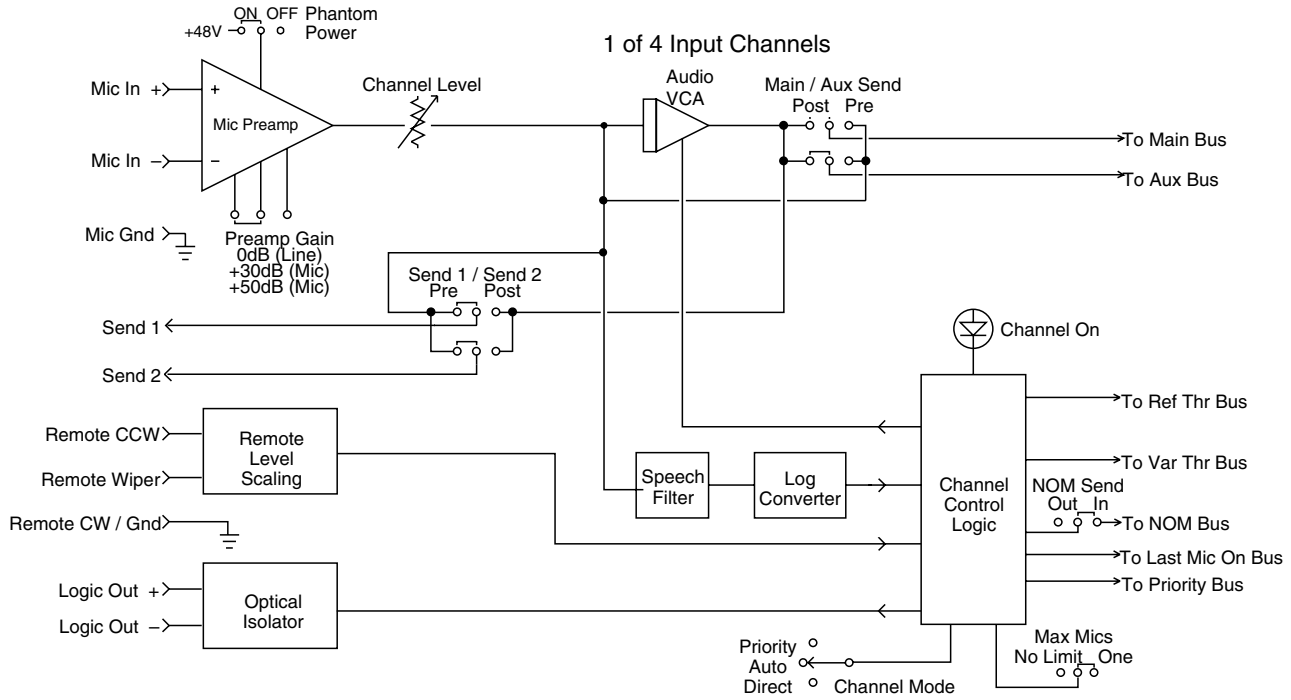 ON OFF Phantom
+48V Power
1 of 4 Input Channels
Mic In +
+
Mic Preamp
Mic In −
−
Channel Level
Audio
VCA
Main / Aux Send
Post Pre
To Main Bus
To Aux Bus
Mic Gnd
Preamp Gain
0dB (Line)
+30dB (Mic)
+50dB (Mic)
Send 1 / Send 2
Pre Post
Send 1
Send 2
Channel On
Remote CCW
Remote Wiper
Remote
Level
Scaling
Remote CW / Gnd
Speech
Filter
Log
Converter
Channel
Control
Logic
To Ref Thr Bus
To Var Thr Bus
NOM Send
Out In
To NOM Bus
To Last Mic On Bus
To Priority Bus
Logic Out +
Logic Out −
Optical
Isolator
Priority
Auto
Direct
Channel Mode
Max Mics
No Limit One